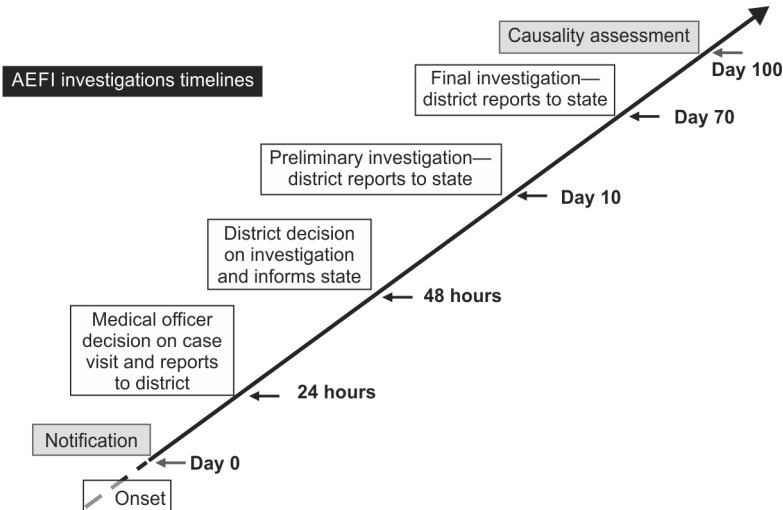 Causality assessment
Day 100
AEFI investigations timelines
Final investigation—
district reports to state
Day 70
Preliminary investigation—
district reports to state
Day 10
District decision
on investigation
and informs state
48 hours
Medical officer
decision on case
visit and reports
to district
24 hours
Notification
Day 0
Onset